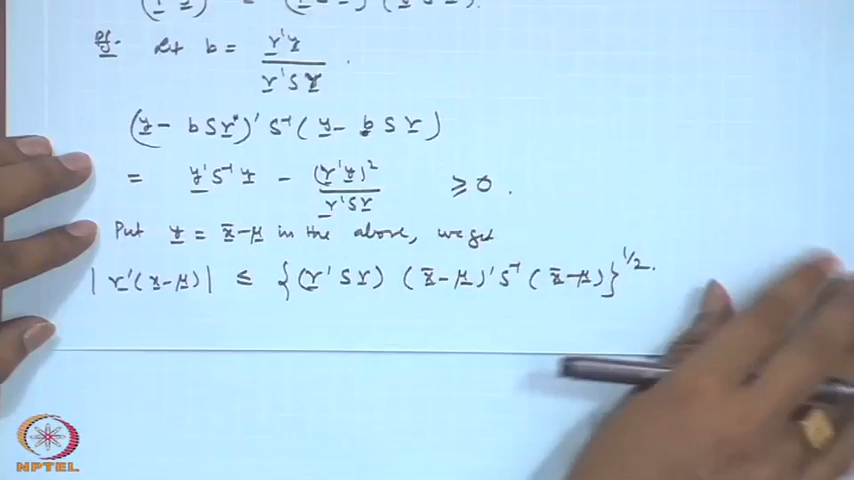 Pf. Let b = γ'y / γ'Sγ .
(y - bSγ)' S⁻¹ (y - bSγ)
= y'S⁻¹y - (γ'y)² / γ'Sγ ≥ 0 .
Put y = x̄-μ in the above, we get
| γ'(x-μ) | ≤ { (γ'Sγ) (x̄-μ)'S⁻¹(x̄-μ) }^1/2 .
NPTEL